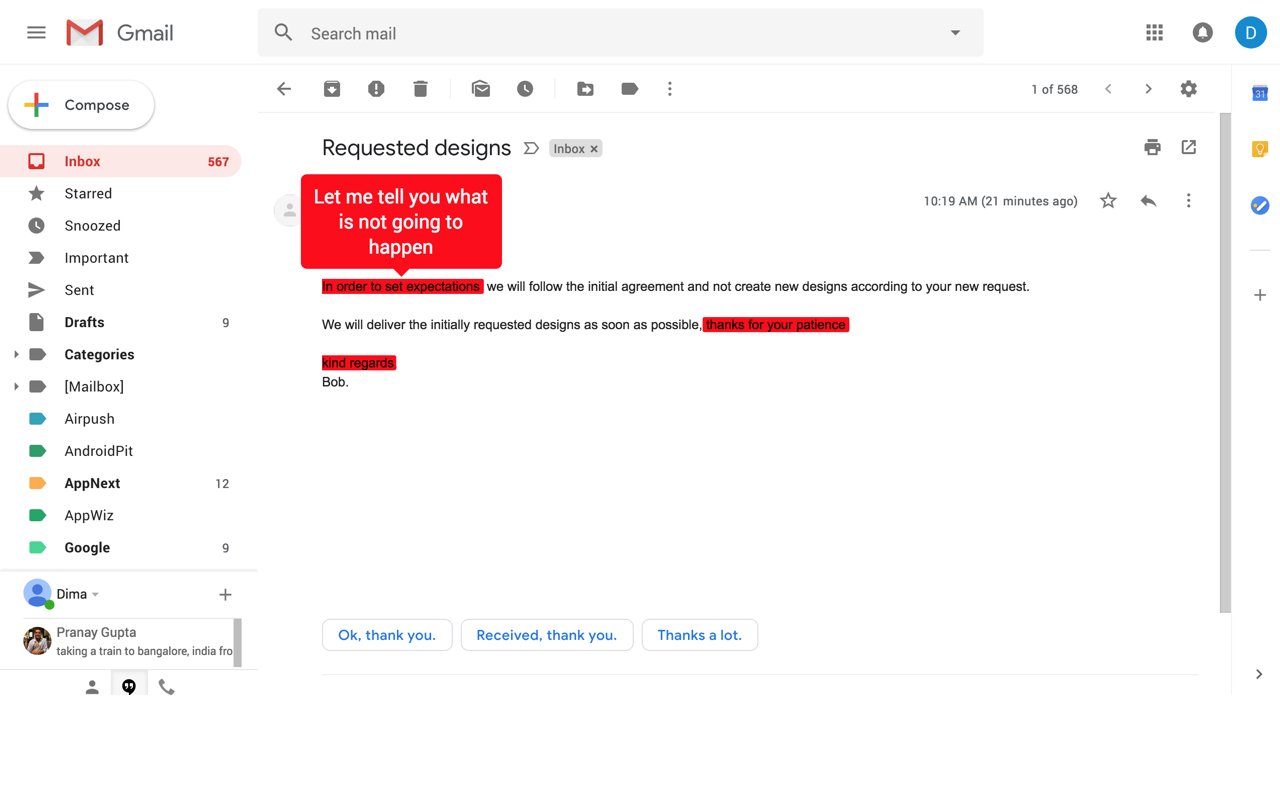 Gmail
Search mail
D
Compose
1 of 568
31
Inbox 567
Starred
Snoozed
Important
Sent
Drafts 9
Categories
[Mailbox]
Airpush
AndroidPit
AppNext 12
AppWiz
Google 9
Dima
Pranay Gupta
taking a train to bangalore, india fro
Requested designs Inbox x
10:19 AM (21 minutes ago)
Let me tell you what
is not going to
happen
In order to set expectations we will follow the initial agreement and not create new designs according to your new request.
We will deliver the initially requested designs as soon as possible, thanks for your patience
kind regards
Bob.
Ok, thank you. Received, thank you. Thanks a lot.